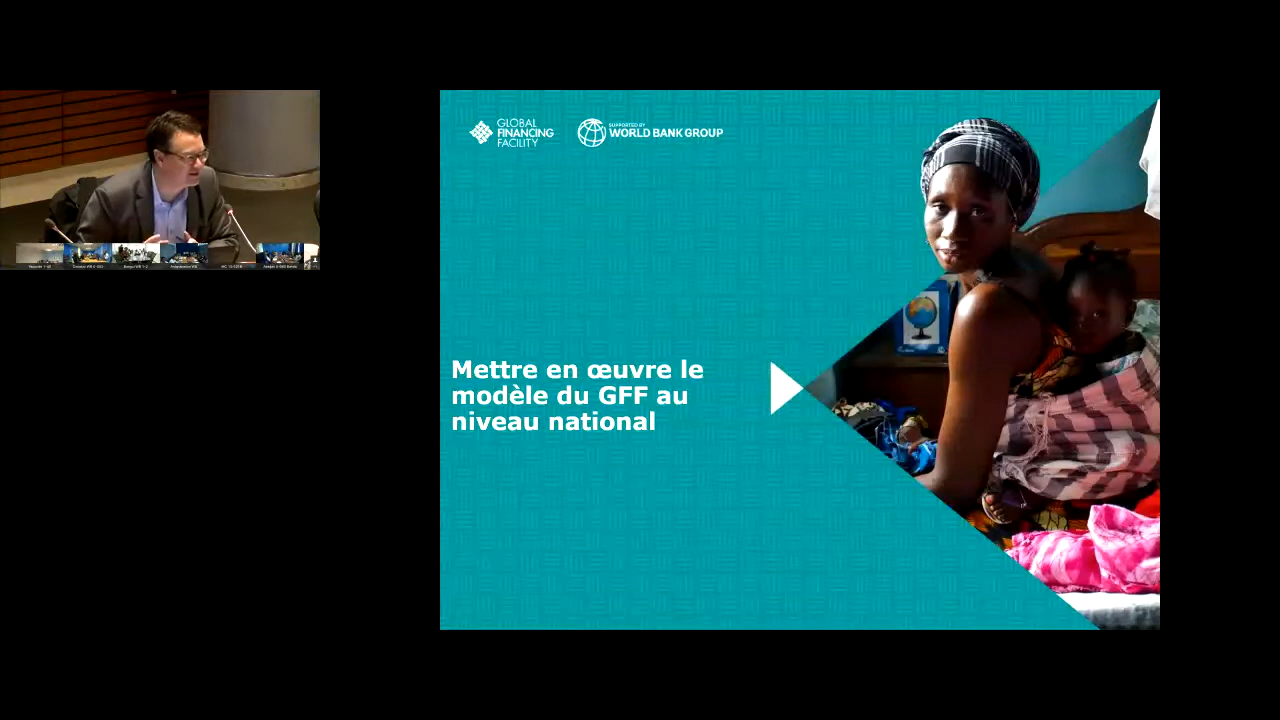 GLOBAL
FINANCING
FACILITY
SUPPORTED BY
WORLD BANK GROUP
Mettre en œuvre le
modèle du GFF au
niveau national